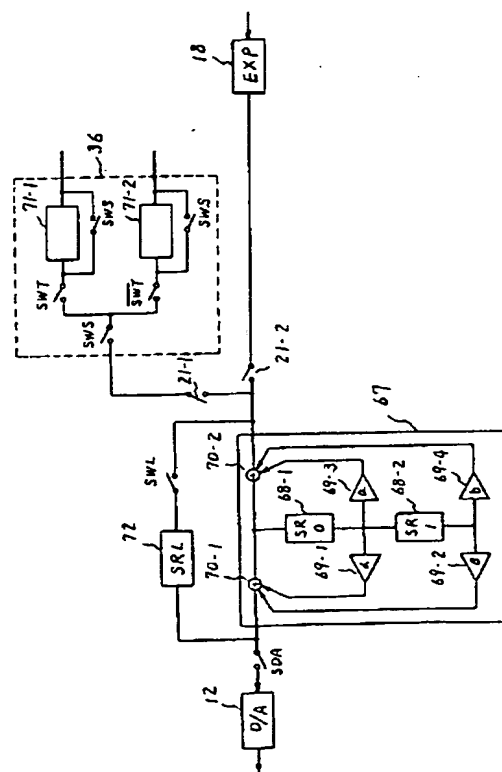 36
71-1
SWT
SWS
71-2
SWT
SWS
SWS
18
EXP
21-1
21-2
SWL
72
SRL
67
70-2
70-1
68-1
SR
0
69-3
a
69-1
68-2
SR
1
69-4
b
69-2
SDA
12
D/A